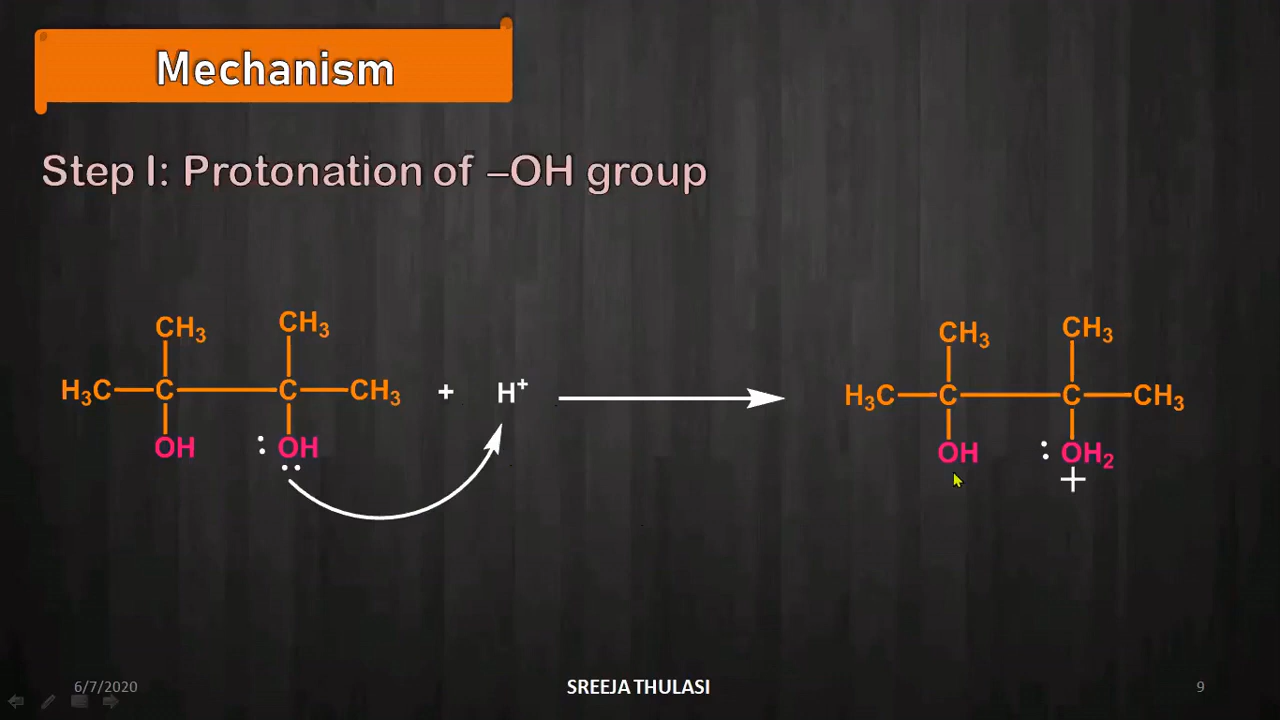 Mechanism
Step I: Protonation of –OH group
CH₃ CH₃ CH₃ CH₃
H₃C C C CH₃ + H⁺ H₃C C C CH₃
OH :OH OH :OH₂
+
6/7/2020 SREEJA THULASI 9